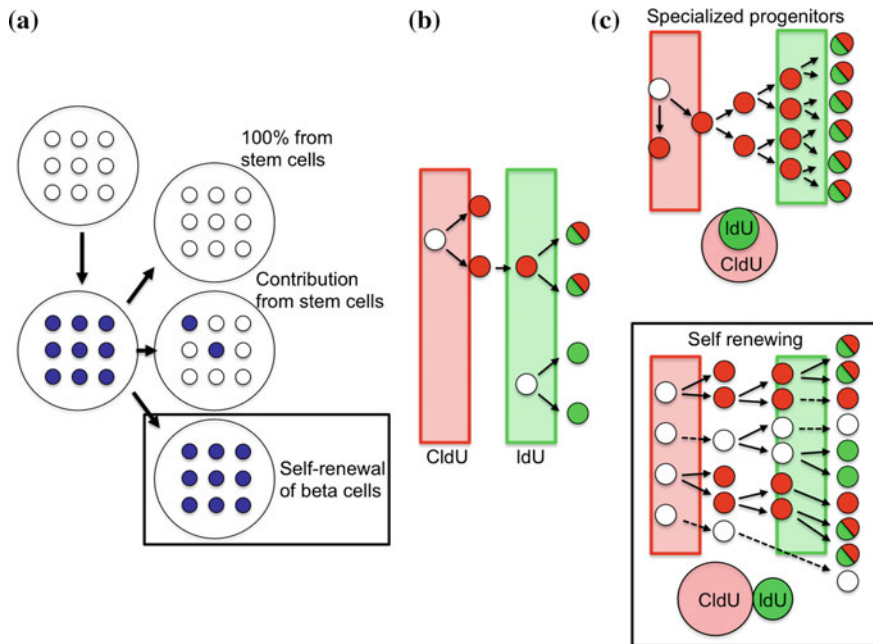 (a)
100% from
stem cells
Contribution
from stem cells
Self-renewal
of beta cells
(b)
CldU
IdU
(c)
Specialized progenitors
IdU
CldU
Self renewing
CldU
IdU